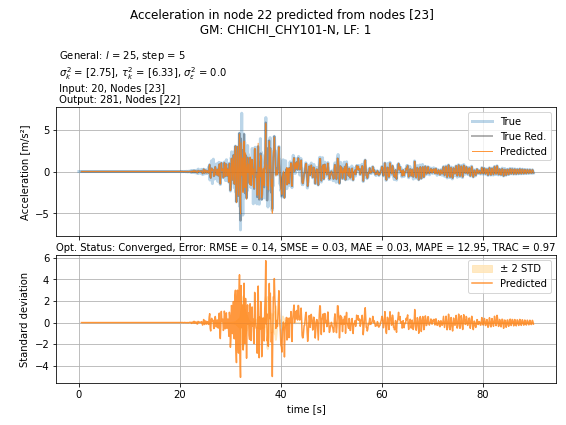 Acceleration in node 22 predicted from nodes [23]
GM: CHICHI_CHY101-N, LF: 1
General: l = 25, step = 5
σ²ₖ = [2.75], τ²ₖ = [6.33], σ²ε = 0.0
Input: 20, Nodes [23]
Output: 281, Nodes [22]
True
True Red.
Predicted
Acceleration [m/s²]
5
0
−5
Opt. Status: Converged, Error: RMSE = 0.14, SMSE = 0.03, MAE = 0.03, MAPE = 12.95, TRAC = 0.97
± 2 STD
Predicted
Standard deviation
6
4
2
0
−2
−4
0 20 40 60 80
time [s]